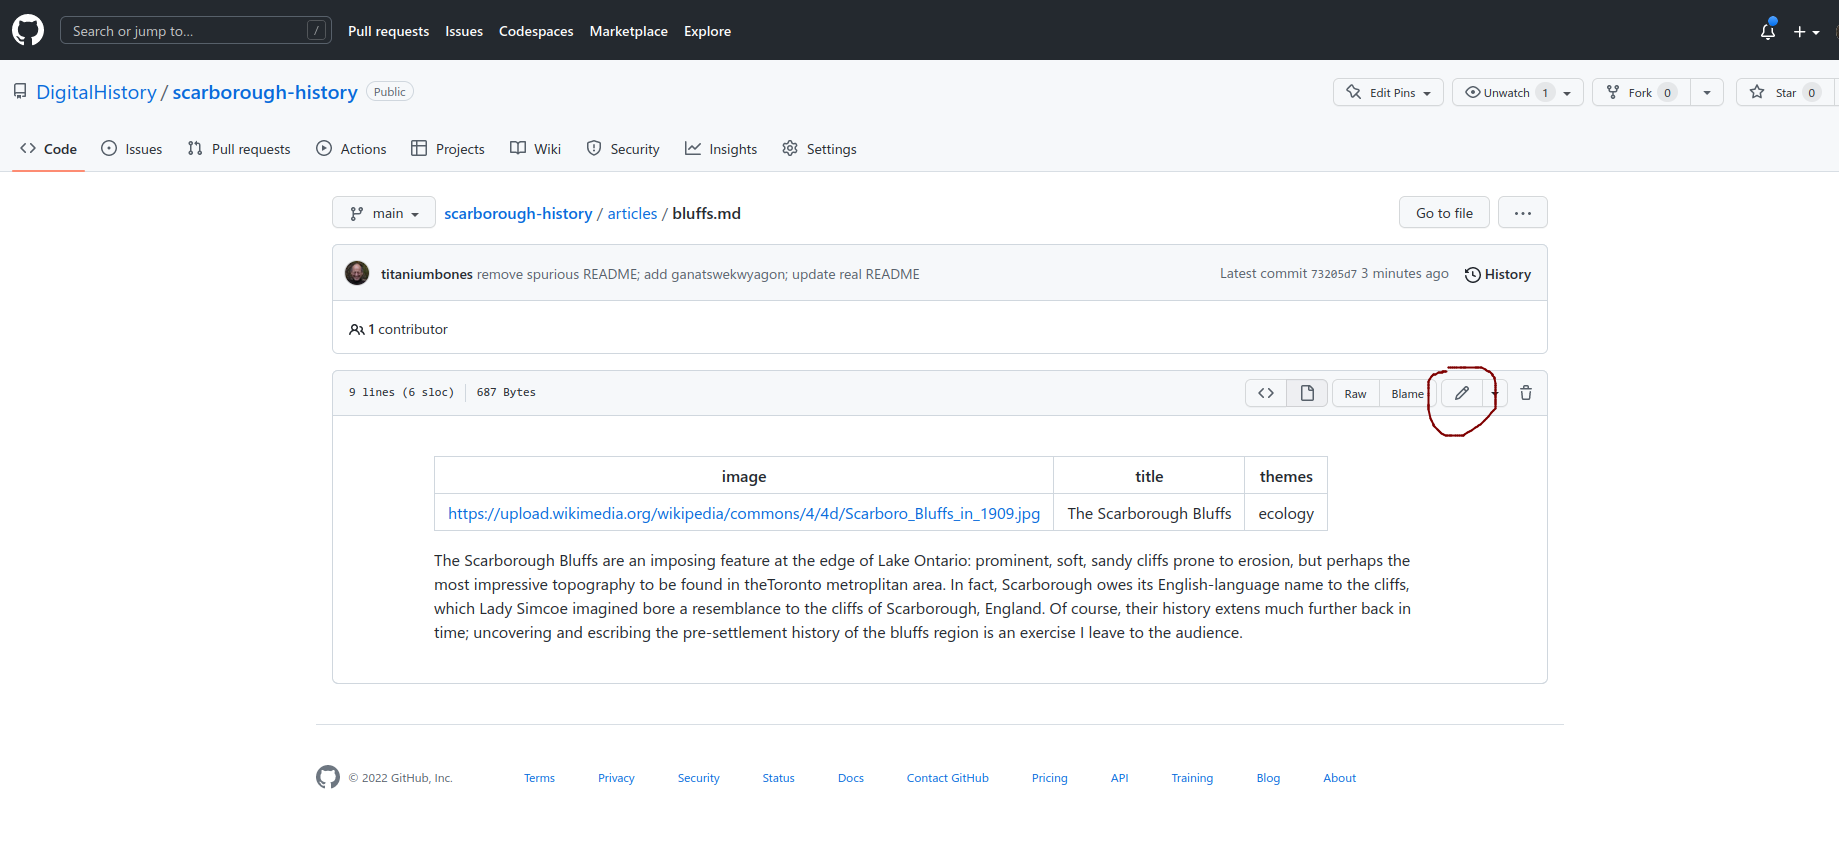 Search or jump to... / Pull requests Issues Codespaces Marketplace Explore
DigitalHistory / scarborough-history Public Edit Pins Unwatch 1 Fork 0 Star 0
Code Issues Pull requests Actions Projects Wiki Security Insights Settings
main scarborough-history / articles / bluffs.md Go to file ...
titaniumbones remove spurious README; add ganatswekwyagon; update real README Latest commit 73205d7 3 minutes ago History
1 contributor
9 lines (6 sloc) 687 Bytes <> Raw Blame
image title themes
https://upload.wikimedia.org/wikipedia/commons/4/4d/Scarboro_Bluffs_in_1909.jpg The Scarborough Bluffs ecology
The Scarborough Bluffs are an imposing feature at the edge of Lake Ontario: prominent, soft, sandy cliffs prone to erosion, but perhaps the
most impressive topography to be found in theToronto metroplitan area. In fact, Scarborough owes its English-language name to the cliffs,
which Lady Simcoe imagined bore a resemblance to the cliffs of Scarborough, England. Of course, their history extens much further back in
time; uncovering and escribing the pre-settlement history of the bluffs region is an exercise I leave to the audience.
© 2022 GitHub, Inc. Terms Privacy Security Status Docs Contact GitHub Pricing API Training Blog About